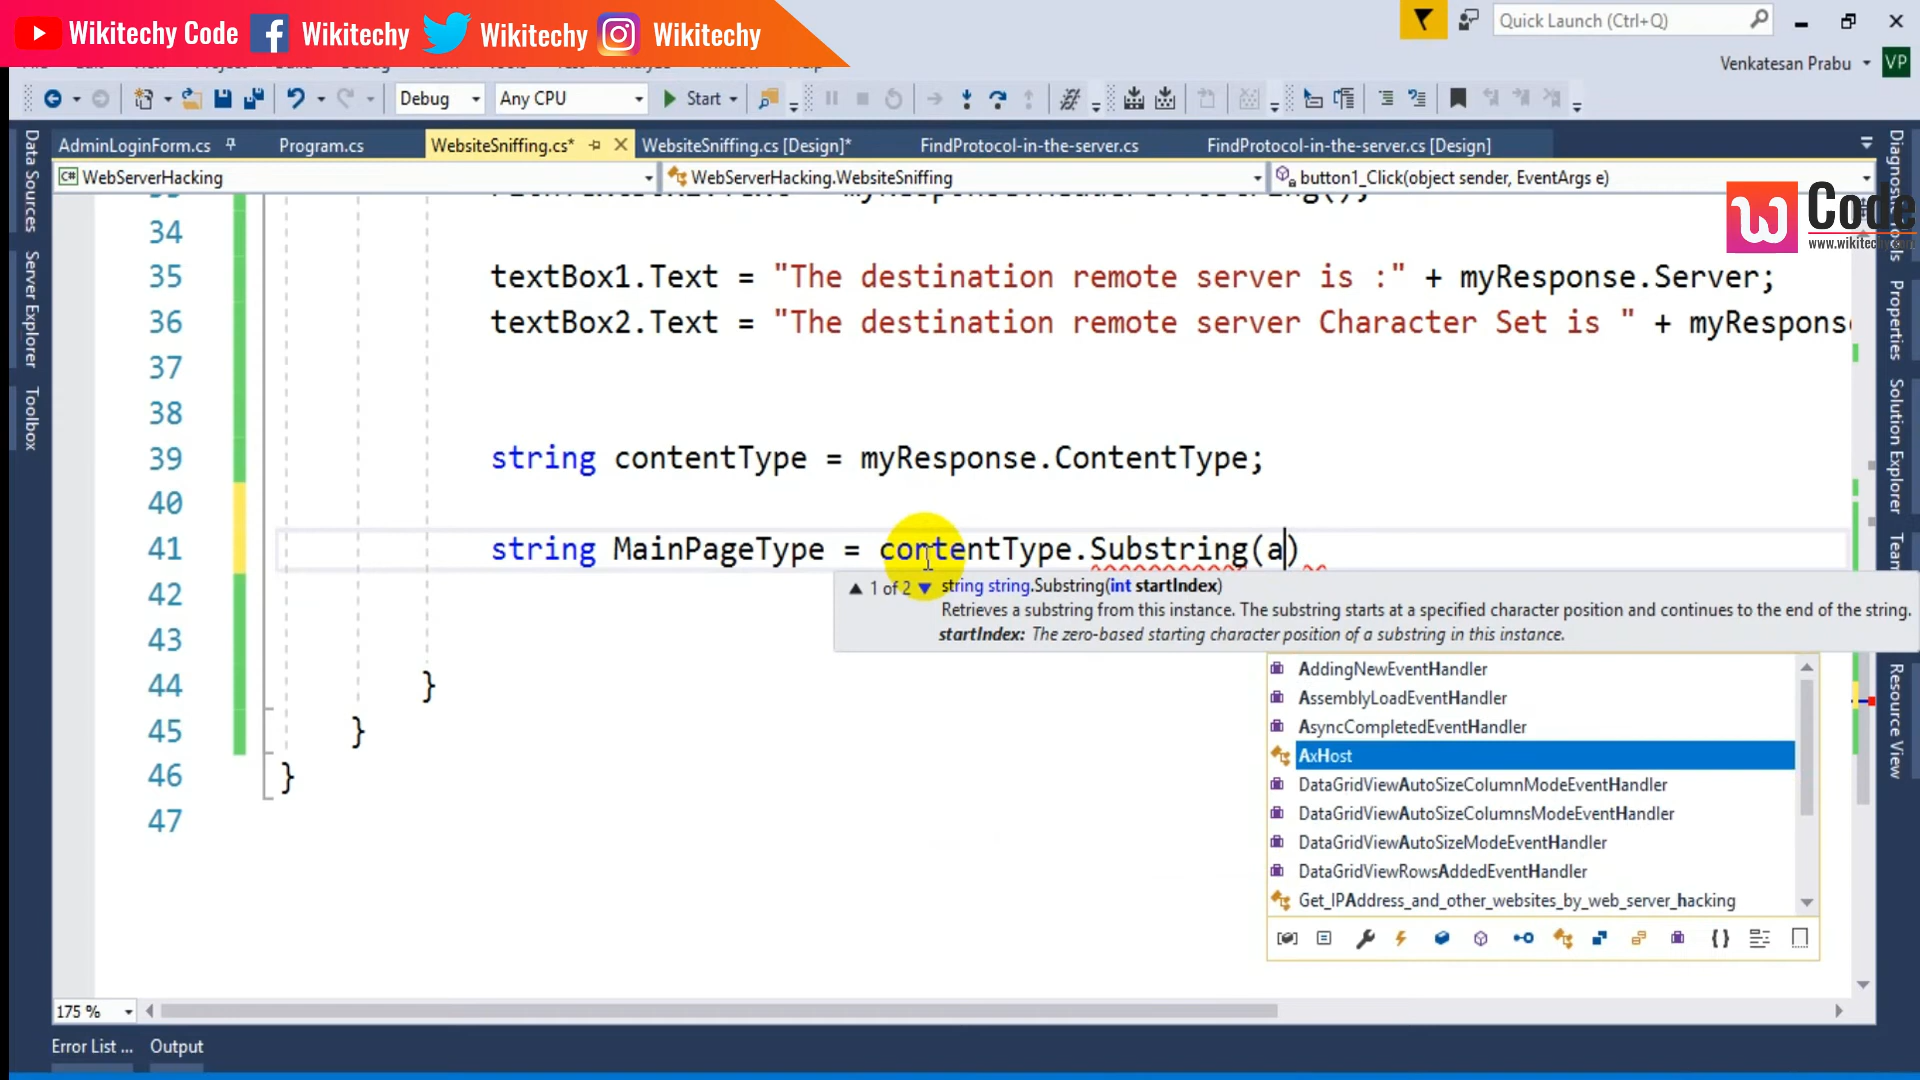 Wikitechy Code
Wikitechy
Wikitechy
Wikitechy
Quick Launch (Ctrl+Q)
Venkatesan Prabu
VP
Debug
Any CPU
Start
AdminLoginForm.cs
Program.cs
WebsiteSniffing.cs*
WebsiteSniffing.cs [Design]*
FindProtocol-in-the-server.cs
FindProtocol-in-the-server.cs [Design]
C# WebServerHacking
WebServerHacking.WebsiteSniffing
button1_Click(object sender, EventArgs e)
W Code
www.wikitechy.com
34
35 textBox1.Text = "The destination remote server is :" + myResponse.Server;
36 textBox2.Text = "The destination remote server Character Set is " + myRespons
37
38
39 string contentType = myResponse.ContentType;
40
41 string MainPageType = contentType.Substring(a)
42
43
44 }
45 }
46 }
47
1 of 2 string string.Substring(int startIndex)
Retrieves a substring from this instance. The substring starts at a specified character position and continues to the end of the string.
startIndex: The zero-based starting character position of a substring in this instance.
AddingNewEventHandler
AssemblyLoadEventHandler
AsyncCompletedEventHandler
AxHost
DataGridViewAutoSizeColumnModeEventHandler
DataGridViewAutoSizeColumnsModeEventHandler
DataGridViewAutoSizeModeEventHandler
DataGridViewRowsAddedEventHandler
Get_IPAddress_and_other_websites_by_web_server_hacking
175 %
Error List ...
Output
Data Sources
Server Explorer
Toolbox
Properties
Solution Explorer
Resource View